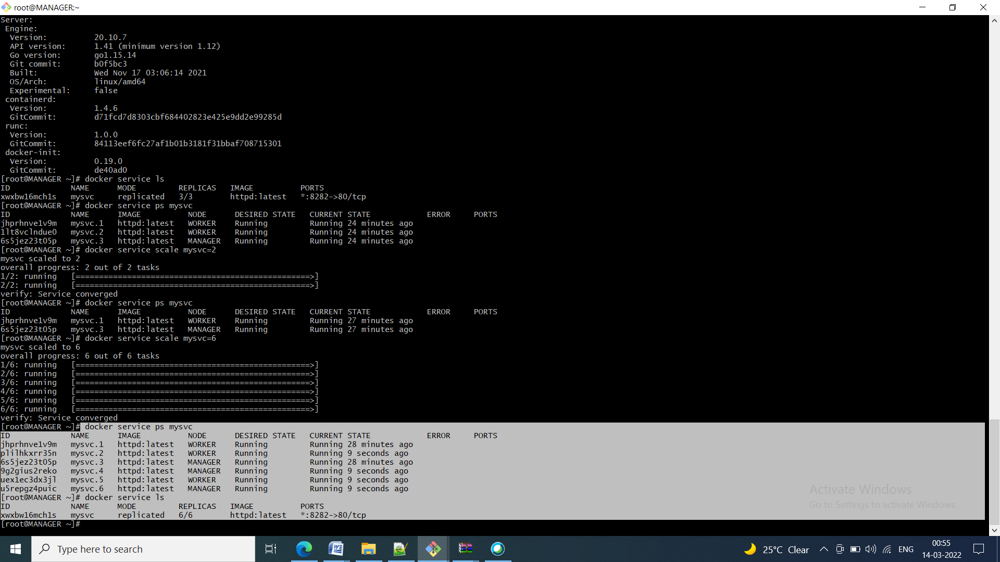 root@MANAGER:~
Server:
 Engine:
  Version:          20.10.7
  API version:      1.41 (minimum version 1.12)
  Go version:       go1.15.14
  Git commit:       b0f5bc3
  Built:            Wed Nov 17 03:06:14 2021
  OS/Arch:          linux/amd64
  Experimental:     false
 containerd:
  Version:          1.4.6
  GitCommit:        d71fcd7d8303cbf684402823e425e9dd2e99285d
 runc:
  Version:          1.0.0
  GitCommit:        84113eef6fc27af1b01b3181f31bbaf708715301
 docker-init:
  Version:          0.19.0
  GitCommit:        de40ad0
[root@MANAGER ~]# docker service ls
ID             NAME      MODE         REPLICAS   IMAGE          PORTS
xwxbw16mch1s   mysvc     replicated   3/3        httpd:latest   *:8282->80/tcp
[root@MANAGER ~]# docker service ps mysvc
ID             NAME      IMAGE          NODE      DESIRED STATE   CURRENT STATE            ERROR     PORTS
jhprhnve1v9m   mysvc.1   httpd:latest   WORKER    Running         Running 24 minutes ago
1lt8vclndue0   mysvc.2   httpd:latest   WORKER    Running         Running 24 minutes ago
6s5jez23t05p   mysvc.3   httpd:latest   MANAGER   Running         Running 24 minutes ago
[root@MANAGER ~]# docker service scale mysvc=2
mysvc scaled to 2
overall progress: 2 out of 2 tasks
1/2: running   [==================================================>]
2/2: running   [==================================================>]
verify: Service converged
[root@MANAGER ~]# docker service ps mysvc
ID             NAME      IMAGE          NODE      DESIRED STATE   CURRENT STATE            ERROR     PORTS
jhprhnve1v9m   mysvc.1   httpd:latest   WORKER    Running         Running 27 minutes ago
6s5jez23t05p   mysvc.3   httpd:latest   MANAGER   Running         Running 27 minutes ago
[root@MANAGER ~]# docker service scale mysvc=6
mysvc scaled to 6
overall progress: 6 out of 6 tasks
1/6: running   [==================================================>]
2/6: running   [==================================================>]
3/6: running   [==================================================>]
4/6: running   [==================================================>]
5/6: running   [==================================================>]
6/6: running   [==================================================>]
verify: Service converged
[root@MANAGER ~]# docker service ps mysvc
ID             NAME      IMAGE          NODE      DESIRED STATE   CURRENT STATE            ERROR     PORTS
jhprhnve1v9m   mysvc.1   httpd:latest   WORKER    Running         Running 28 minutes ago
plilhkxrr35n   mysvc.2   httpd:latest   WORKER    Running         Running 9 seconds ago
6s5jez23t05p   mysvc.3   httpd:latest   MANAGER   Running         Running 28 minutes ago
9g2gius2reko   mysvc.4   httpd:latest   MANAGER   Running         Running 9 seconds ago
uex1ec3dx3jl   mysvc.5   httpd:latest   WORKER    Running         Running 9 seconds ago
u5repgz4puic   mysvc.6   httpd:latest   MANAGER   Running         Running 9 seconds ago
[root@MANAGER ~]# docker service ls
ID             NAME      MODE         REPLICAS   IMAGE          PORTS
xwxbw16mch1s   mysvc     replicated   6/6        httpd:latest   *:8282->80/tcp
[root@MANAGER ~]#
Activate Windows
Go to Settings to activate Windows.
Type here to search
25°C Clear
ENG
00:55
14-03-2022